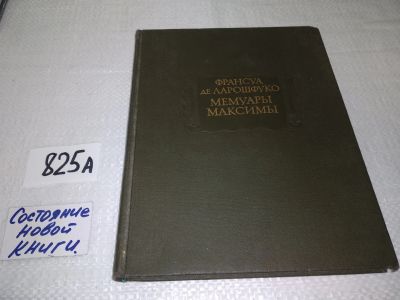 ФРАНСУА
ДЕ ЛАРОШФУКО
МЕМУАРЫ
МАКСИМЫ
825А
Состояние
новой
книги.